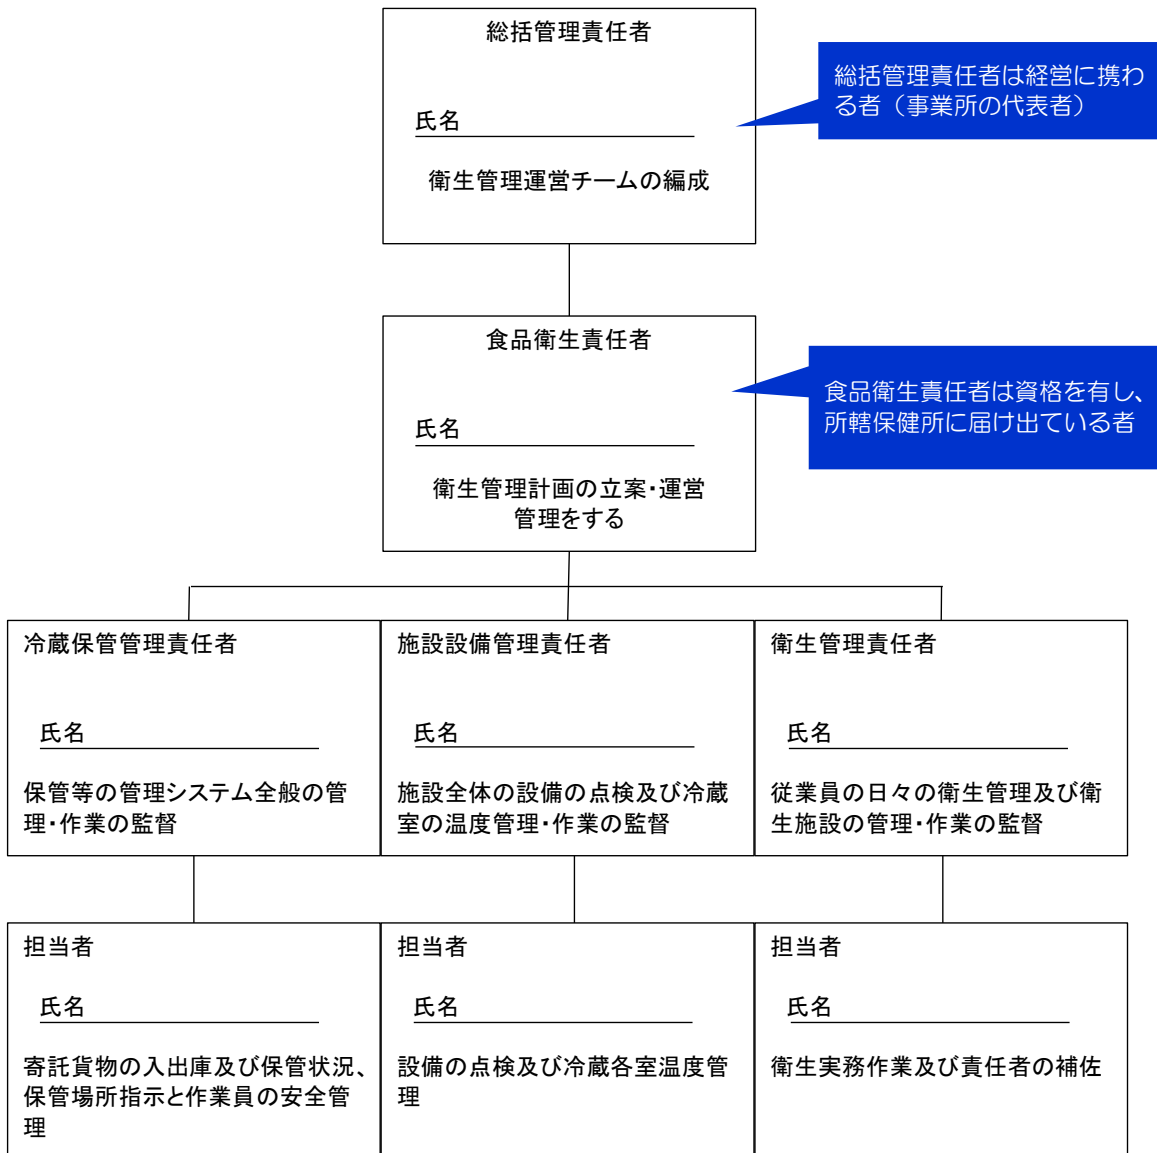 総括管理責任者
氏名
衛生管理運営チームの編成
総括管理責任者は経営に携わ
る者（事業所の代表者）
食品衛生責任者
氏名
衛生管理計画の立案・運営
管理をする
食品衛生責任者は資格を有し、
所轄保健所に届け出ている者
冷蔵保管管理責任者
氏名
保管等の管理システム全般の管
理・作業の監督
施設設備管理責任者
氏名
施設全体の設備の点検及び冷蔵
室の温度管理・作業の監督
衛生管理責任者
氏名
従業員の日々の衛生管理及び衛
生施設の管理・作業の監督
担当者
氏名
寄託貨物の入出庫及び保管状況、
保管場所指示と作業員の安全管
理
担当者
氏名
設備の点検及び冷蔵各室温度管
理
担当者
氏名
衛生実務作業及び責任者の補佐